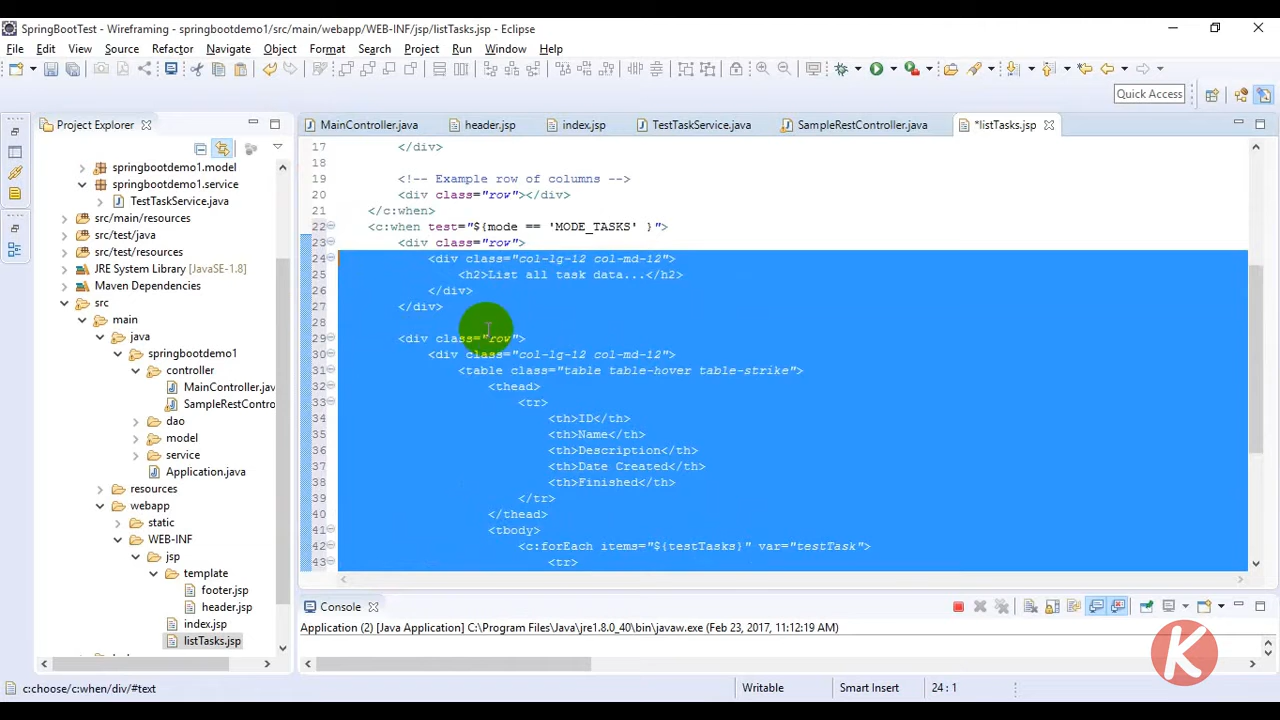 SpringBootTest - Wireframing - springbootdemo1/src/main/webapp/WEB-INF/jsp/listTasks.jsp - Eclipse
File Edit View Source Refactor Navigate Object Format Search Project Run Window Help
Quick Access
Project Explorer
springbootdemo1.model
springbootdemo1.service
TestTaskService.java
src/main/resources
src/test/java
src/test/resources
JRE System Library [JavaSE-1.8]
Maven Dependencies
src
main
java
springbootdemo1
controller
MainController.jav
SampleRestContro
dao
model
service
Application.java
resources
webapp
static
WEB-INF
jsp
template
footer.jsp
header.jsp
index.jsp
listTasks.jsp
MainController.java header.jsp index.jsp TestTaskService.java SampleRestController.java *listTasks.jsp
17 </div>
18
19 <!-- Example row of columns -->
20 <div class="row"></div>
21 </c:when>
22 <c:when test="${mode == 'MODE_TASKS' }">
23 <div class="row">
24 <div class="col-lg-12 col-md-12">
25 <h2>List all task data...</h2>
26 </div>
27 </div>
28
29 <div class="row">
30 <div class="col-lg-12 col-md-12">
31 <table class="table table-hover table-strike">
32 <thead>
33 <tr>
34 <th>ID</th>
35 <th>Name</th>
36 <th>Description</th>
37 <th>Date Created</th>
38 <th>Finished</th>
39 </tr>
40 </thead>
41 <tbody>
42 <c:forEach items="${testTasks}" var="testTask">
43 <tr>
Console
Application (2) [Java Application] C:\Program Files\Java\jre1.8.0_40\bin\javaw.exe (Feb 23, 2017, 11:12:19 AM)
K
c:choose/c:when/div/#text Writable Smart Insert 24 : 1